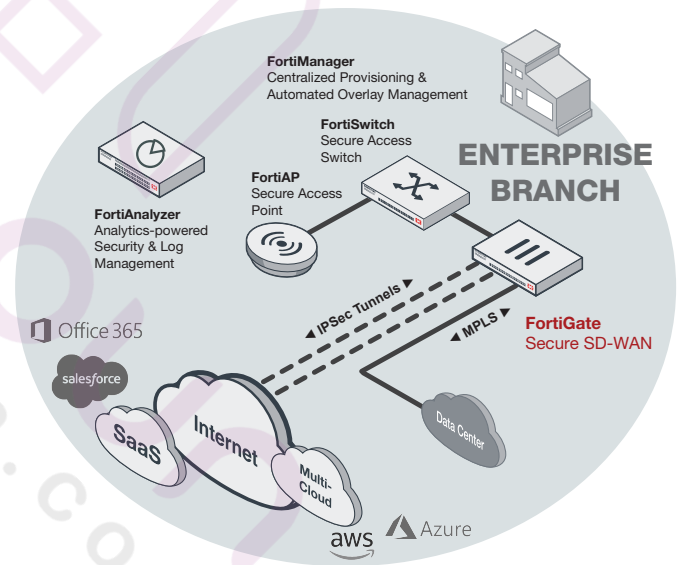 FortiManager
Centralized Provisioning &
Automated Overlay Management
FortiSwitch
Secure Access
Switch
ENTERPRISE
BRANCH
FortiAP
Secure Access
Point
FortiAnalyzer
Analytics-powered
Security & Log
Management
IPSec Tunnels
MPLS
FortiGate
Secure SD-WAN
Office 365
salesforce
SaaS
Internet
Multi-
Cloud
Data Center
aws
Azure